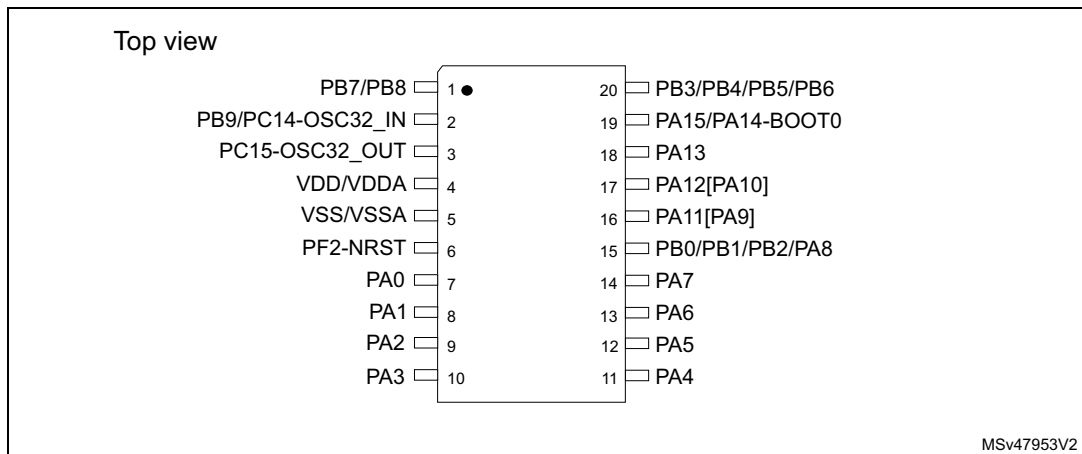 Top view
PB7/PB8 1 20 PB3/PB4/PB5/PB6
PB9/PC14-OSC32_IN 2 19 PA15/PA14-BOOT0
PC15-OSC32_OUT 3 18 PA13
VDD/VDDA 4 17 PA12[PA10]
VSS/VSSA 5 16 PA11[PA9]
PF2-NRST 6 15 PB0/PB1/PB2/PA8
PA0 7 14 PA7
PA1 8 13 PA6
PA2 9 12 PA5
PA3 10 11 PA4
MSv47953V2